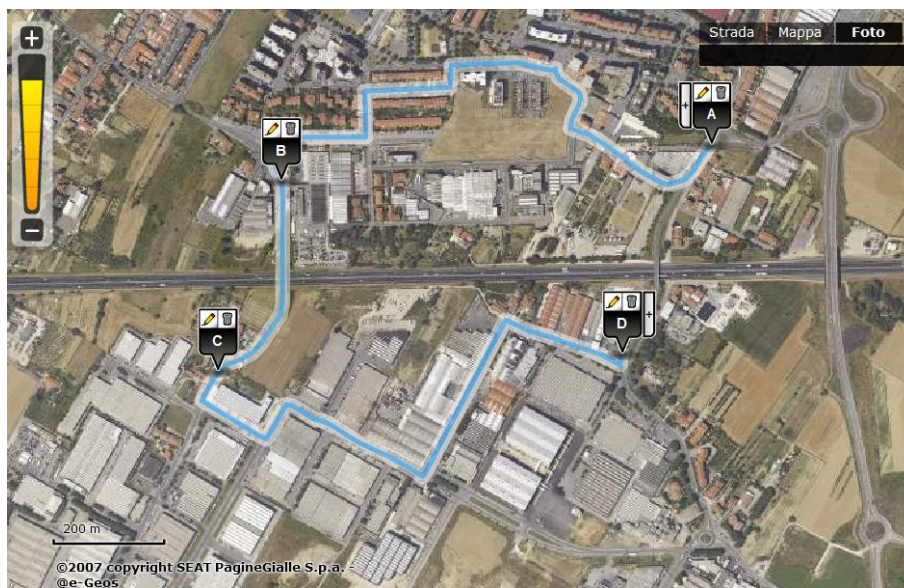 Strada Mappa Foto
A
B
D
C
200 m
©2007 copyright SEAT PagineGialle S.p.a. -
@e-Geos